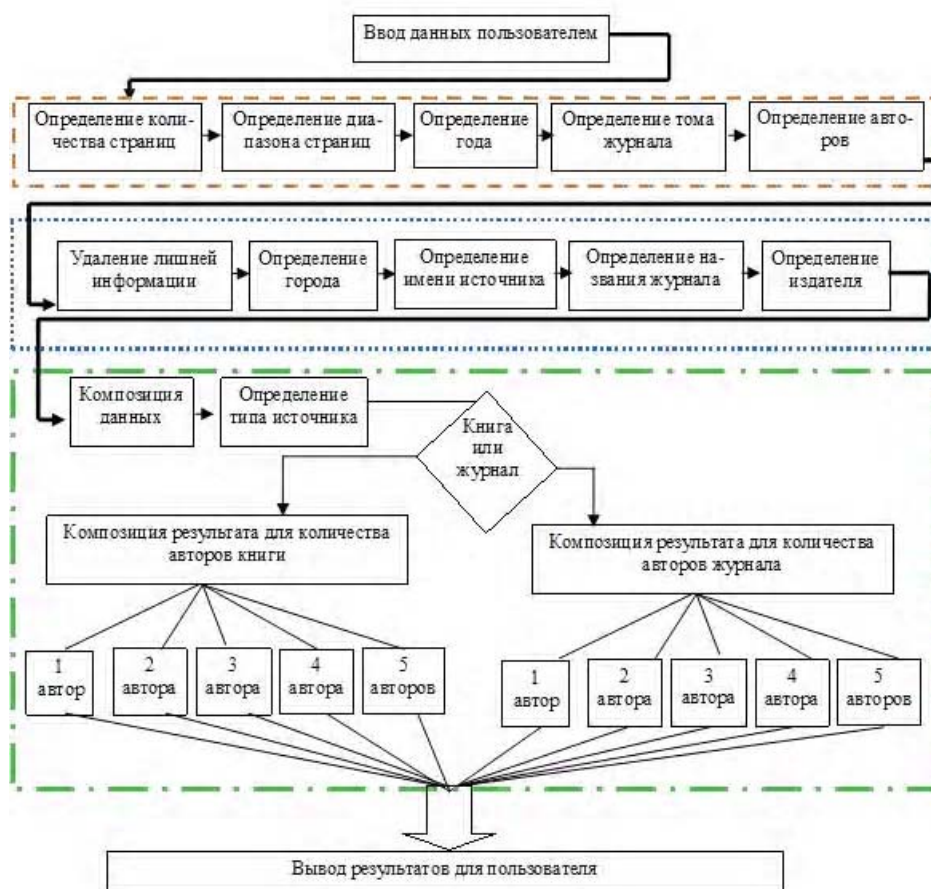 Ввод данных пользователем
Определение коли-
чества страниц
Определение диа-
пазона страниц
Определение
года
Определение тома
журнала
Определение авто-
ров
Удаление лишней
информации
Определение
города
Определение
имени источника
Определение на-
звания журнала
Определение
издателя
Композиция
данных
Определение
типа источника
Книга
или
журнал
Композиция результата для количества
авторов книги
Композиция результата для количества
авторов журнала
1
автор
2
автора
3
автора
4
автора
5
авторов
1
автор
2
автора
3
автора
4
автора
5
авторов
Вывод результатов для пользователя